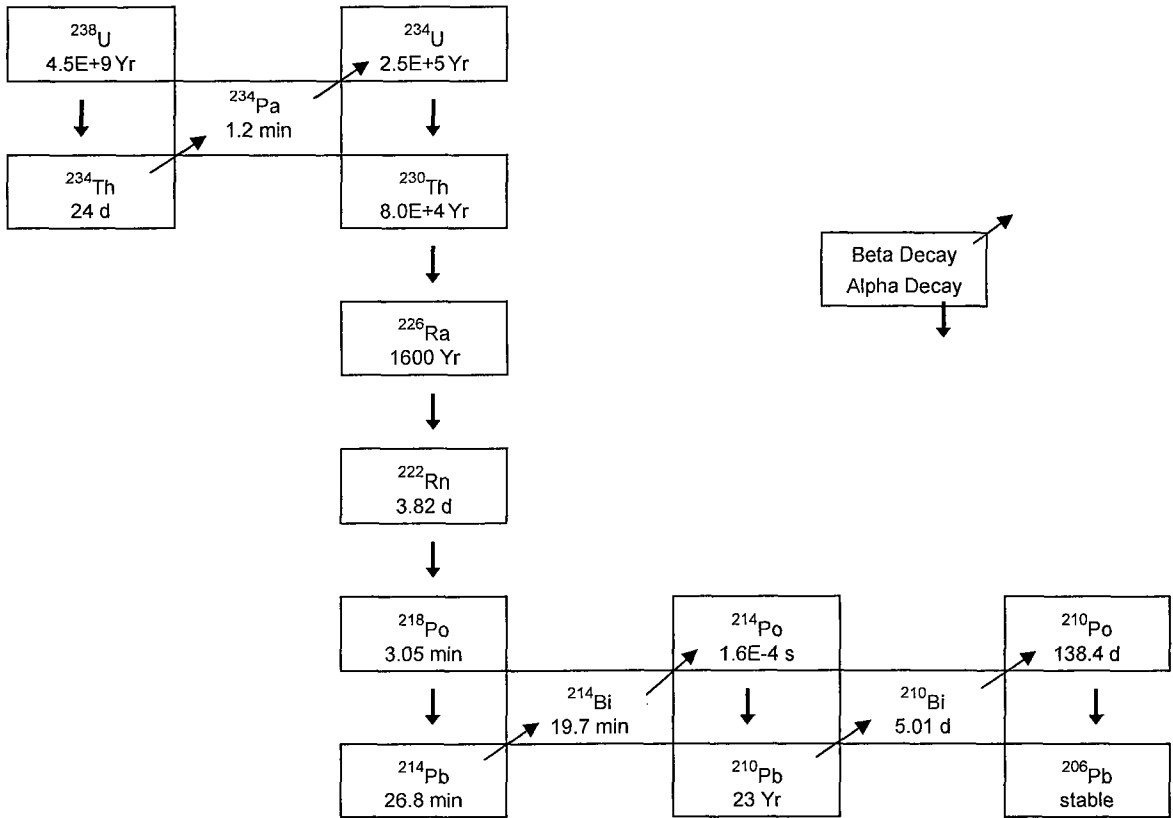 ²³⁸U
4.5E+9 Yr
²³⁴U
2.5E+5 Yr
²³⁴Pa
1.2 min
²³⁴Th
24 d
²³⁰Th
8.0E+4 Yr
Beta Decay
Alpha Decay
²²⁶Ra
1600 Yr
²²²Rn
3.82 d
²¹⁸Po
3.05 min
²¹⁴Po
1.6E-4 s
²¹⁰Po
138.4 d
²¹⁴Bi
19.7 min
²¹⁰Bi
5.01 d
²¹⁴Pb
26.8 min
²¹⁰Pb
23 Yr
²⁰⁶Pb
stable